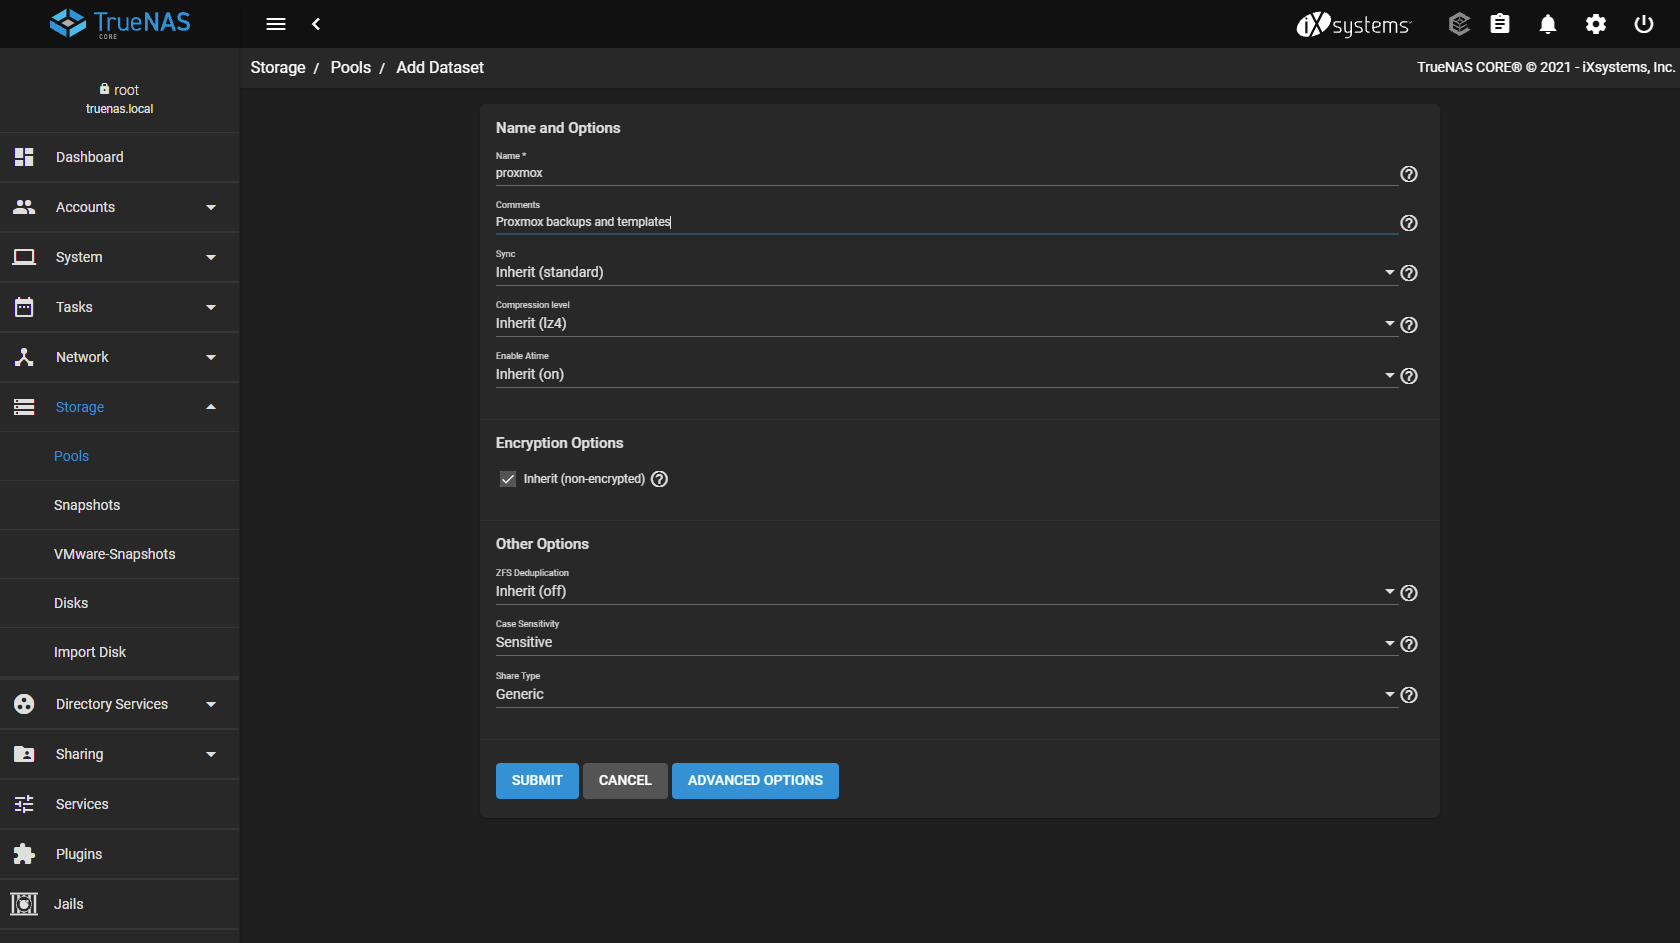 TrueNAS
CORE
iXsystems
root
truenas.local
Dashboard
Accounts
System
Tasks
Network
Storage
Pools
Snapshots
VMware-Snapshots
Disks
Import Disk
Directory Services
Sharing
Services
Plugins
Jails
Storage / Pools / Add Dataset
TrueNAS CORE® © 2021 - iXsystems, Inc.
Name and Options
Name *
proxmox
Comments
Proxmox backups and templates
Sync
Inherit (standard)
Compression level
Inherit (lz4)
Enable Atime
Inherit (on)
Encryption Options
Inherit (non-encrypted)
Other Options
ZFS Deduplication
Inherit (off)
Case Sensitivity
Sensitive
Share Type
Generic
SUBMIT CANCEL ADVANCED OPTIONS